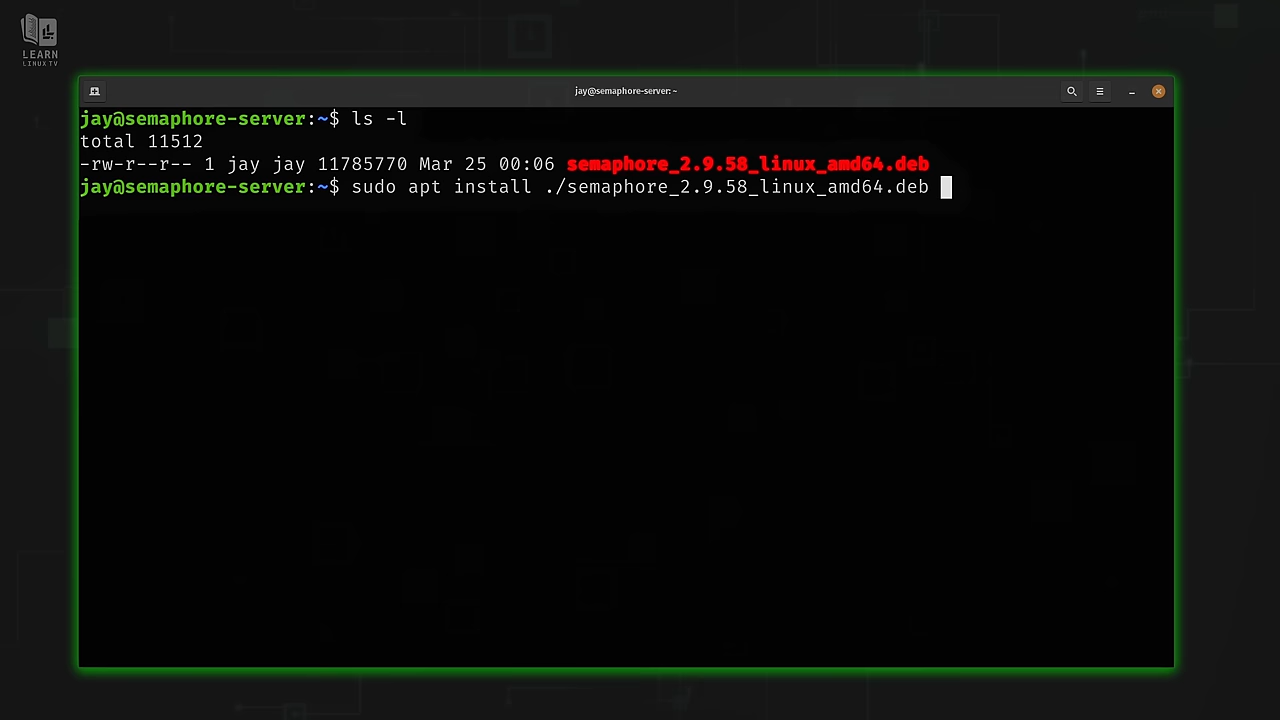 LEARN
LINUX TV
jay@semaphore-server: ~
jay@semaphore-server:~$ ls -l
total 11512
-rw-r--r-- 1 jay jay 11785770 Mar 25 00:06 semaphore_2.9.58_linux_amd64.deb
jay@semaphore-server:~$ sudo apt install ./semaphore_2.9.58_linux_amd64.deb